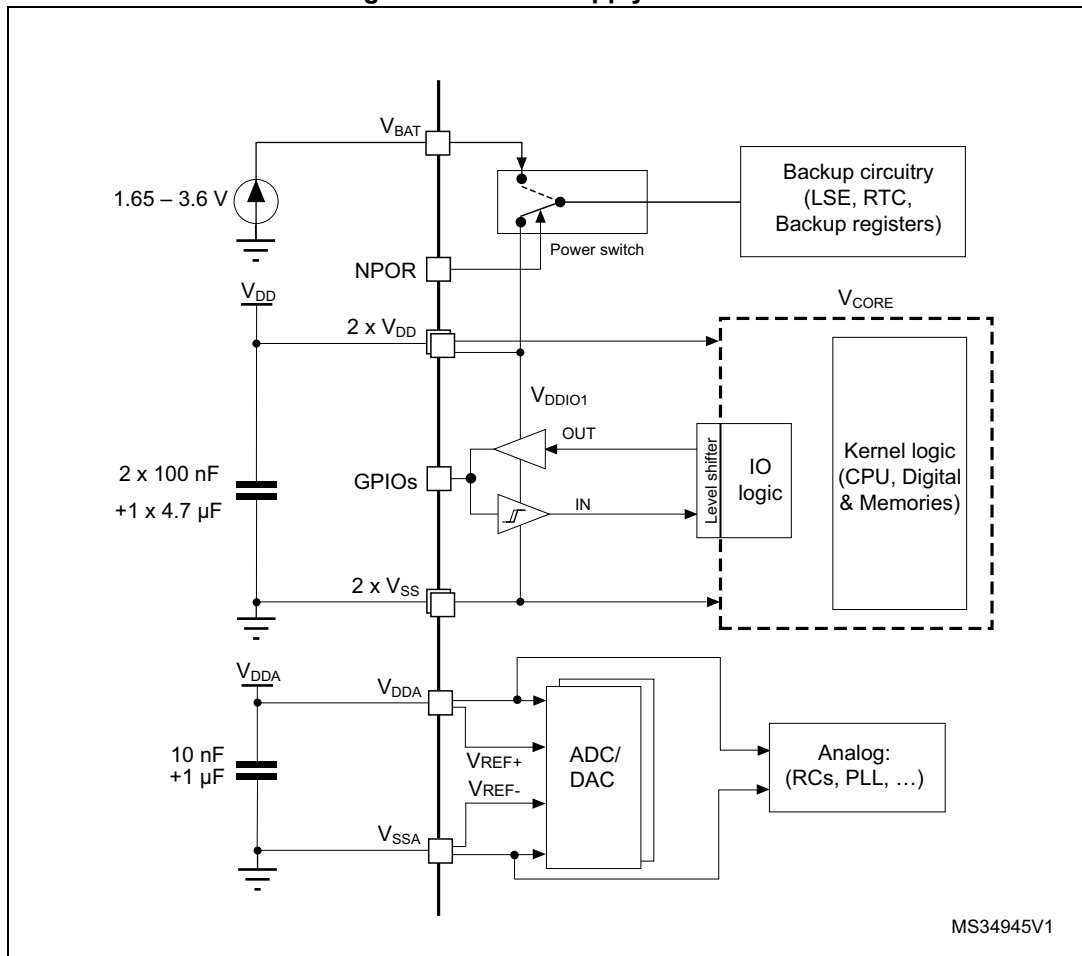 VBAT
1.65 – 3.6 V
Power switch
Backup circuitry
(LSE, RTC,
Backup registers)
NPOR
VDD
2 x VDD
VCORE
VDDIO1
OUT
GPIOs
IN
Level shifter
IO
logic
Kernel logic
(CPU, Digital
& Memories)
2 x 100 nF
+1 x 4.7 µF
2 x VSS
VDDA
VDDA
10 nF
+1 µF
VREF+
VREF-
ADC/
DAC
Analog:
(RCs, PLL, …)
VSSA
MS34945V1